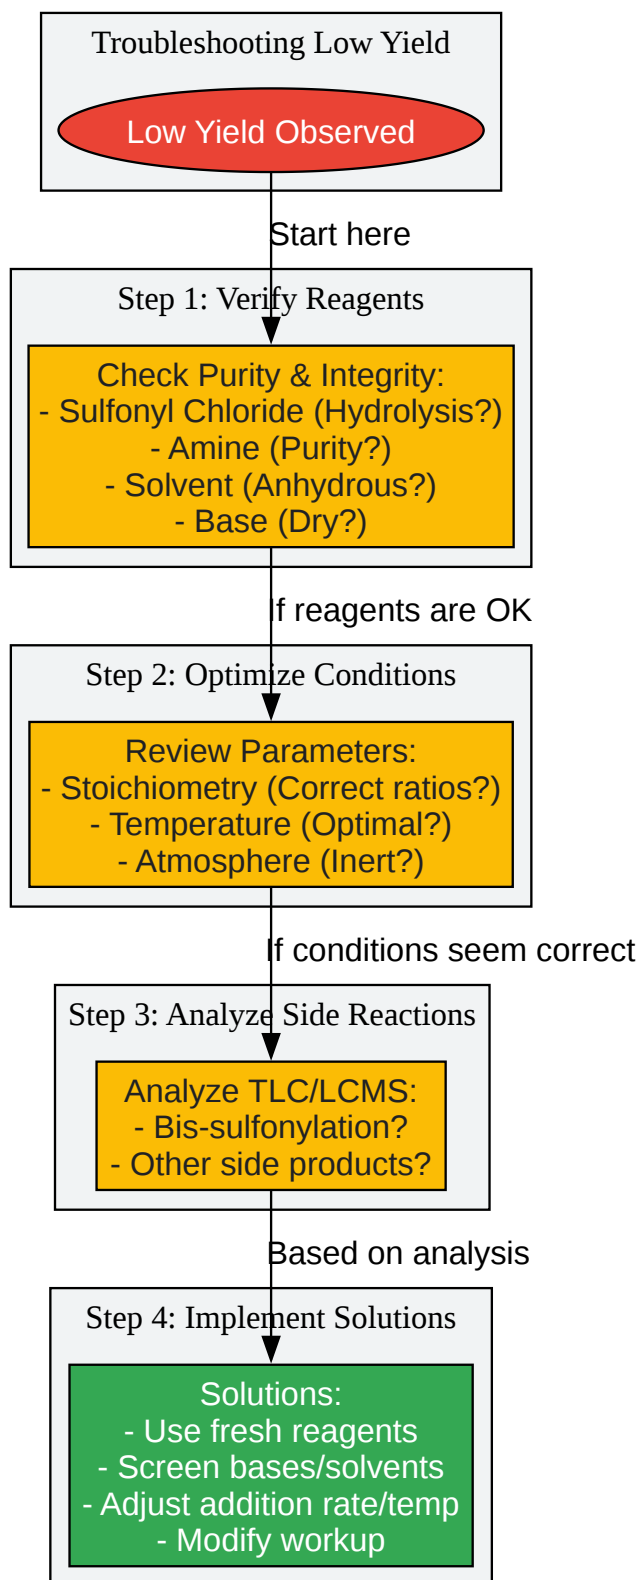 Troubleshooting Low Yield
Low Yield Observed
Start here
Step 1: Verify Reagents
Check Purity & Integrity:
- Sulfonyl Chloride (Hydrolysis?)
- Amine (Purity?)
- Solvent (Anhydrous?)
- Base (Dry?)
If reagents are OK
Step 2: Optimize Conditions
Review Parameters:
- Stoichiometry (Correct ratios?)
- Temperature (Optimal?)
- Atmosphere (Inert?)
If conditions seem correct
Step 3: Analyze Side Reactions
Analyze TLC/LCMS:
- Bis-sulfonylation?
- Other side products?
Based on analysis
Step 4: Implement Solutions
Solutions:
- Use fresh reagents
- Screen bases/solvents
- Adjust addition rate/temp
- Modify workup